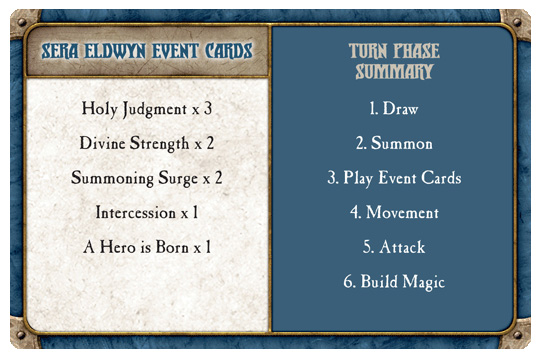 SERA ELDWYN EVENT CARDS
Holy Judgment x 3
Divine Strength x 2
Summoning Surge x 2
Intercession x 1
A Hero is Born x 1
TURN PHASE
SUMMARY
1. Draw
2. Summon
3. Play Event Cards
4. Movement
5. Attack
6. Build Magic